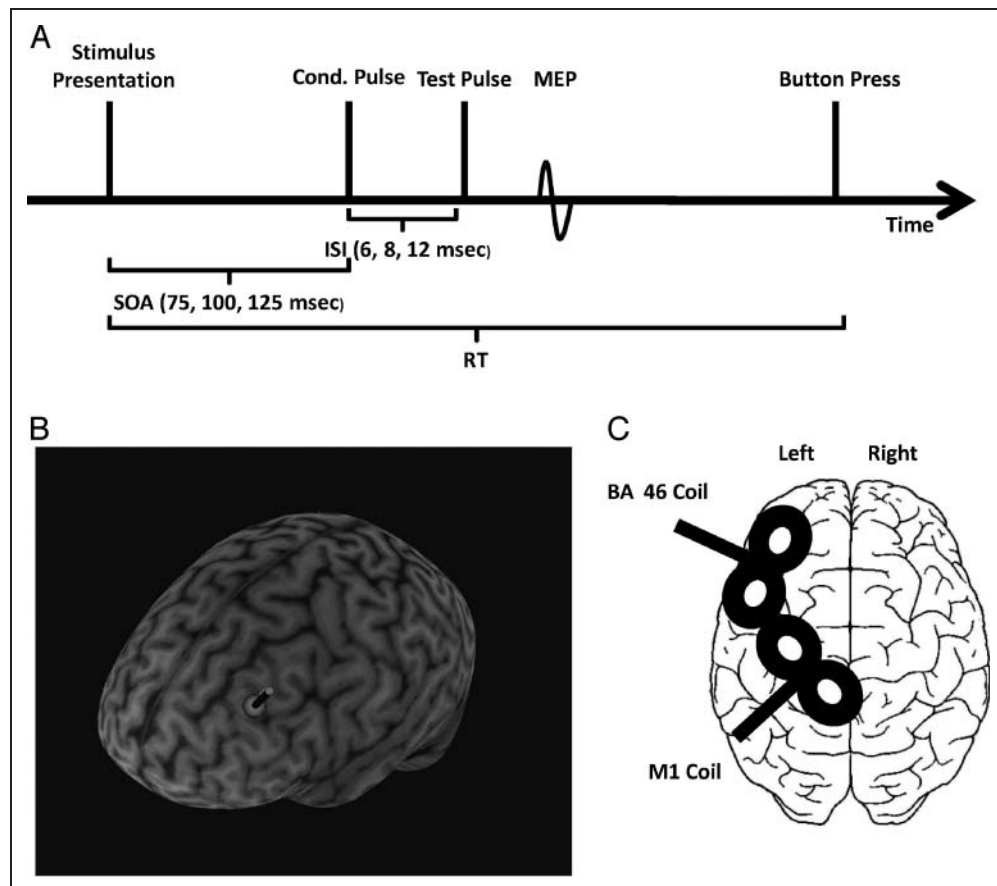 A
Stimulus
Presentation
Cond. Pulse
Test Pulse
MEP
Button Press
Time
ISI (6, 8, 12 msec)
SOA (75, 100, 125 msec)
RT
B
C
Left
Right
BA 46 Coil
M1 Coil